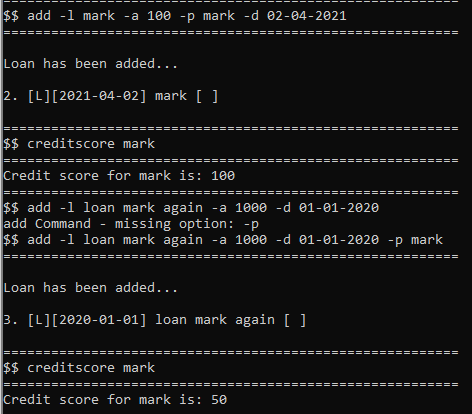 $$ add -l mark -a 100 -p mark -d 02-04-2021
=========================================================
Loan has been added...
2. [L][2021-04-02] mark [ ]
=========================================================
$$ creditscore mark
=========================================================
Credit score for mark is: 100
=========================================================
$$ add -l loan mark again -a 1000 -d 01-01-2020
add Command - missing option: -p
$$ add -l loan mark again -a 1000 -d 01-01-2020 -p mark
=========================================================
Loan has been added...
3. [L][2020-01-01] loan mark again [ ]
=========================================================
$$ creditscore mark
=========================================================
Credit score for mark is: 50